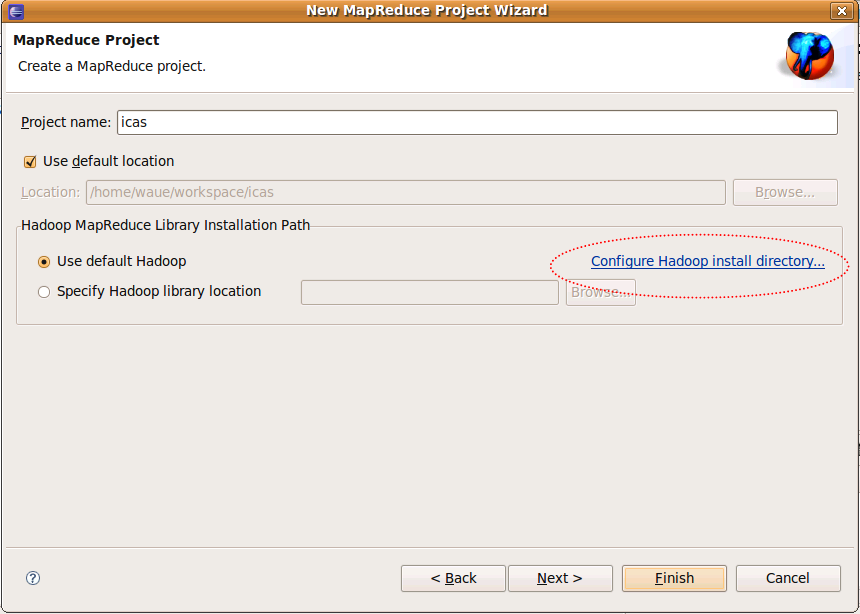 New MapReduce Project Wizard
MapReduce Project
Create a MapReduce project.
Project name: icas
Use default location
Location: /home/waue/workspace/icas Browse...
Hadoop MapReduce Library Installation Path
Use default Hadoop Configure Hadoop install directory...
Specify Hadoop library location Browse...
? < Back Next > Finish Cancel